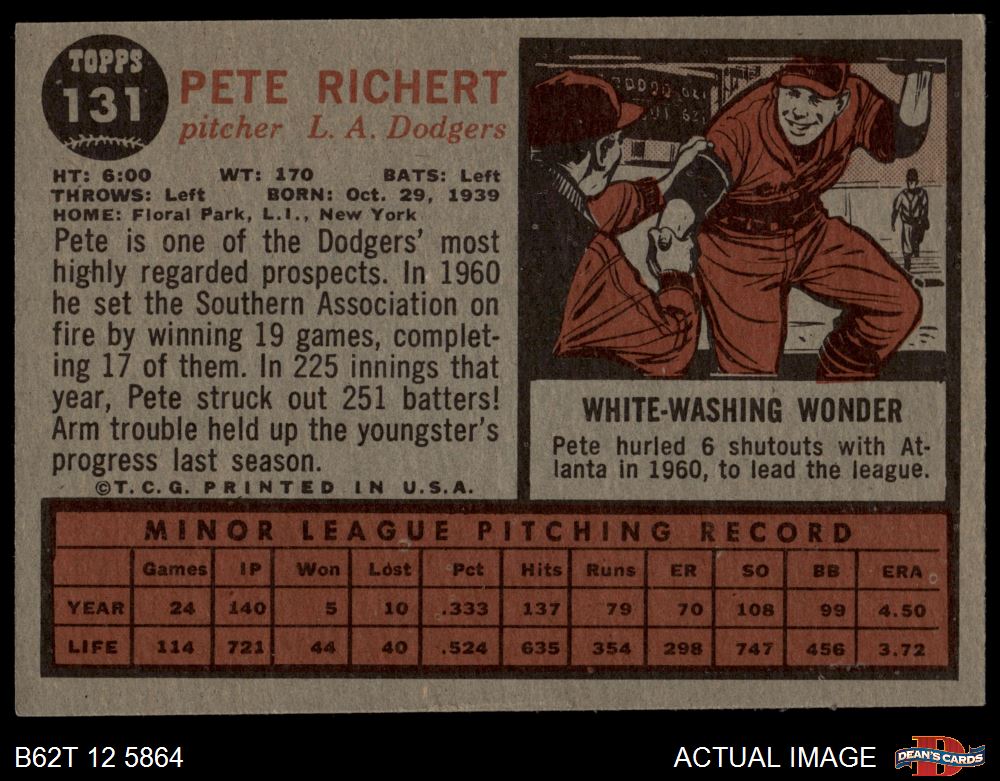 TOPPS
131
PETE RICHERT
pitcher L. A. Dodgers
HT: 6:00 WT: 170 BATS: Left
THROWS: Left BORN: Oct. 29, 1939
HOME: Floral Park, L.I., New York
Pete is one of the Dodgers' most
highly regarded prospects. In 1960
he set the Southern Association on
fire by winning 19 games, complet-
ing 17 of them. In 225 innings that
year, Pete struck out 251 batters!
Arm trouble held up the youngster's
progress last season.
©T.C.G. PRINTED IN U.S.A.
WHITE-WASHING WONDER
Pete hurled 6 shutouts with At-
lanta in 1960, to lead the league.
MINOR LEAGUE PITCHING RECORD
Games IP Won Lost Pct Hits Runs ER SO BB ERA
YEAR 24 140 5 10 .333 137 79 70 108 99 4.50
LIFE 114 721 44 40 .524 635 354 298 747 456 3.72
B62T 12 5864
ACTUAL IMAGE
D
DEAN'S CARDS